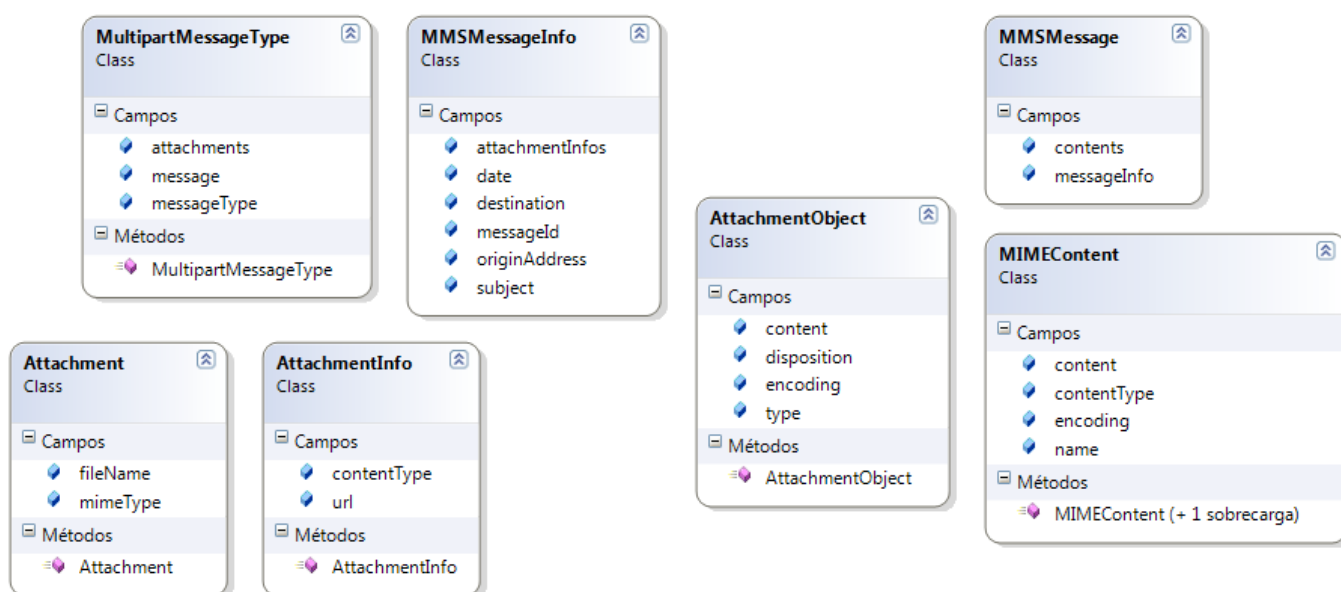 MultipartMessageType
Class
Campos
attachments
message
messageType
Métodos
MultipartMessageType
MMSMessageInfo
Class
Campos
attachmentInfos
date
destination
messageId
originAddress
subject
MMSMessage
Class
Campos
contents
messageInfo
AttachmentObject
Class
Campos
content
disposition
encoding
type
Métodos
AttachmentObject
MIMEContent
Class
Campos
content
contentType
encoding
name
Métodos
MIMEContent (+ 1 sobrecarga)
Attachment
Class
Campos
fileName
mimeType
Métodos
Attachment
AttachmentInfo
Class
Campos
contentType
url
Métodos
AttachmentInfo